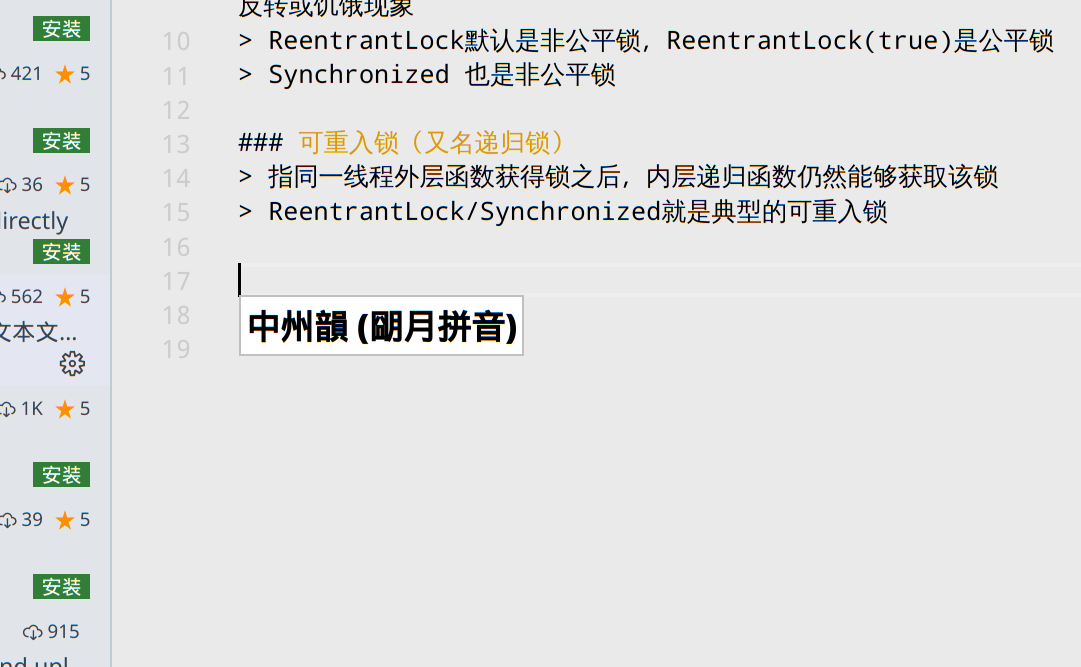 安装
421 ★ 5
安装
36 ★ 5
irectly
安装
562 ★ 5
文本文...
1K ★ 5
安装
39 ★ 5
安装
915
反转或饥饿现象
10 > ReentrantLock默认是非公平锁，ReentrantLock(true)是公平锁
11 > Synchronized 也是非公平锁
12
13 ### 可重入锁（又名递归锁）
14 > 指同一线程外层函数获得锁之后，内层递归函数仍然能够获取该锁
15 > ReentrantLock/Synchronized就是典型的可重入锁
16
17
18
19
中州韻 (朙月拼音)